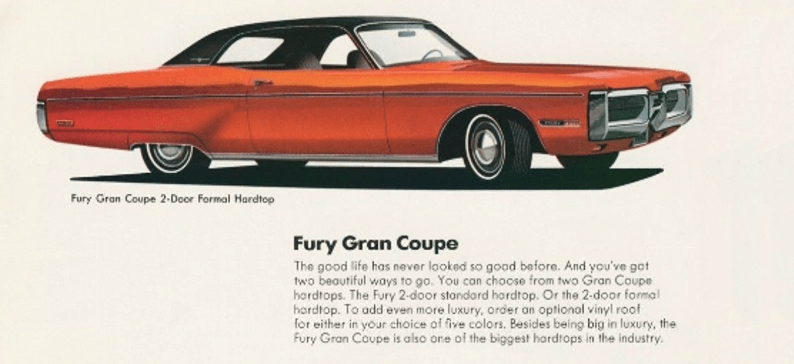 Fury Gran Coupe 2-Door Formal Hardtop
Fury Gran Coupe
The good life has never looked so good before. And you've got
two beautiful ways to go. You can choose from two Gran Coupe
hardtops. The Fury 2-door standard hardtop. Or the 2-door formal
hardtop. To add even more luxury, order an optional vinyl roof
for either in your choice of five colors. Besides being big in luxury, the
Fury Gran Coupe is also one of the biggest hardtops in the industry.